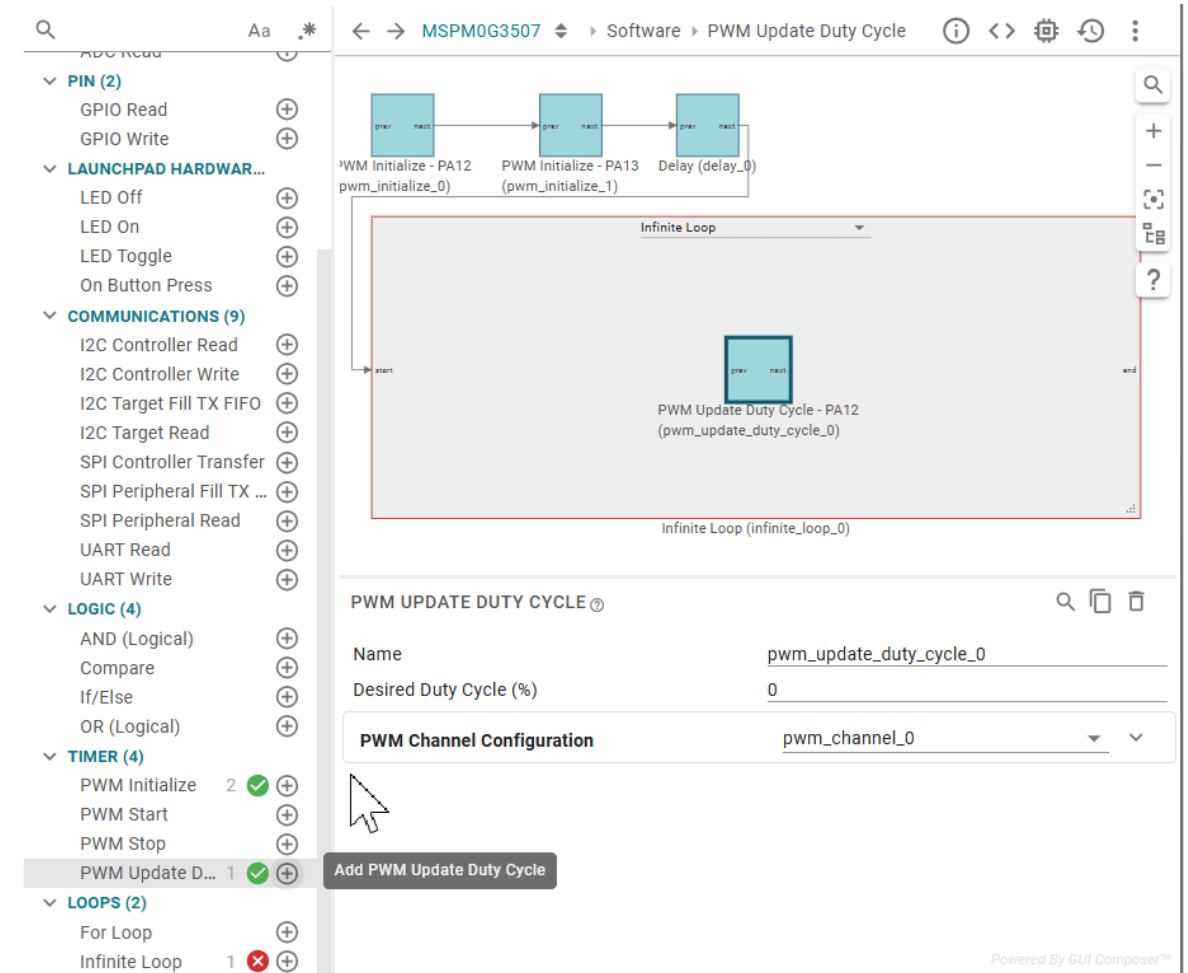 Aa .*
ADC Read
PIN (2)
GPIO Read
GPIO Write
LAUNCHPAD HARDWAR...
LED Off
LED On
LED Toggle
On Button Press
COMMUNICATIONS (9)
I2C Controller Read
I2C Controller Write
I2C Target Fill TX FIFO
I2C Target Read
SPI Controller Transfer
SPI Peripheral Fill TX ...
SPI Peripheral Read
UART Read
UART Write
LOGIC (4)
AND (Logical)
Compare
If/Else
OR (Logical)
TIMER (4)
PWM Initialize 2
PWM Start
PWM Stop
PWM Update D... 1
LOOPS (2)
For Loop
Infinite Loop 1
MSPM0G3507 Software PWM Update Duty Cycle
prev next prev next prev next
PWM Initialize - PA12 PWM Initialize - PA13 Delay (delay_0)
pwm_initialize_0) (pwm_initialize_1)
Infinite Loop
start prev next end
PWM Update Duty Cycle - PA12
(pwm_update_duty_cycle_0)
Infinite Loop (infinite_loop_0)
?
PWM UPDATE DUTY CYCLE ?
Name pwm_update_duty_cycle_0
Desired Duty Cycle (%) 0
PWM Channel Configuration pwm_channel_0
Add PWM Update Duty Cycle
Powered By GUI Composer™